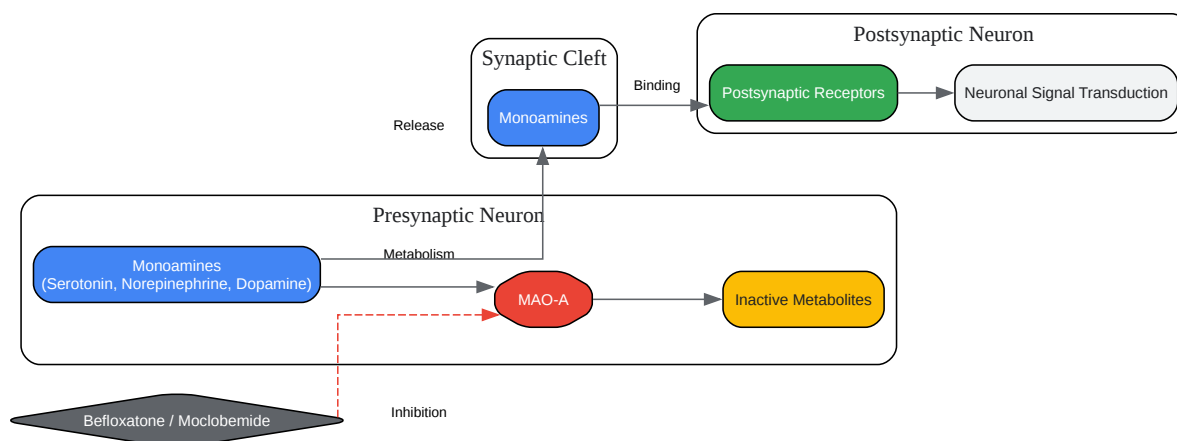 Postsynaptic Neuron
Synaptic Cleft
Binding
Postsynaptic Receptors
Neuronal Signal Transduction
Monoamines
Release
Presynaptic Neuron
Metabolism
Monoamines
(Serotonin, Norepinephrine, Dopamine)
MAO-A
Inactive Metabolites
Befloxatone / Moclobemide
Inhibition